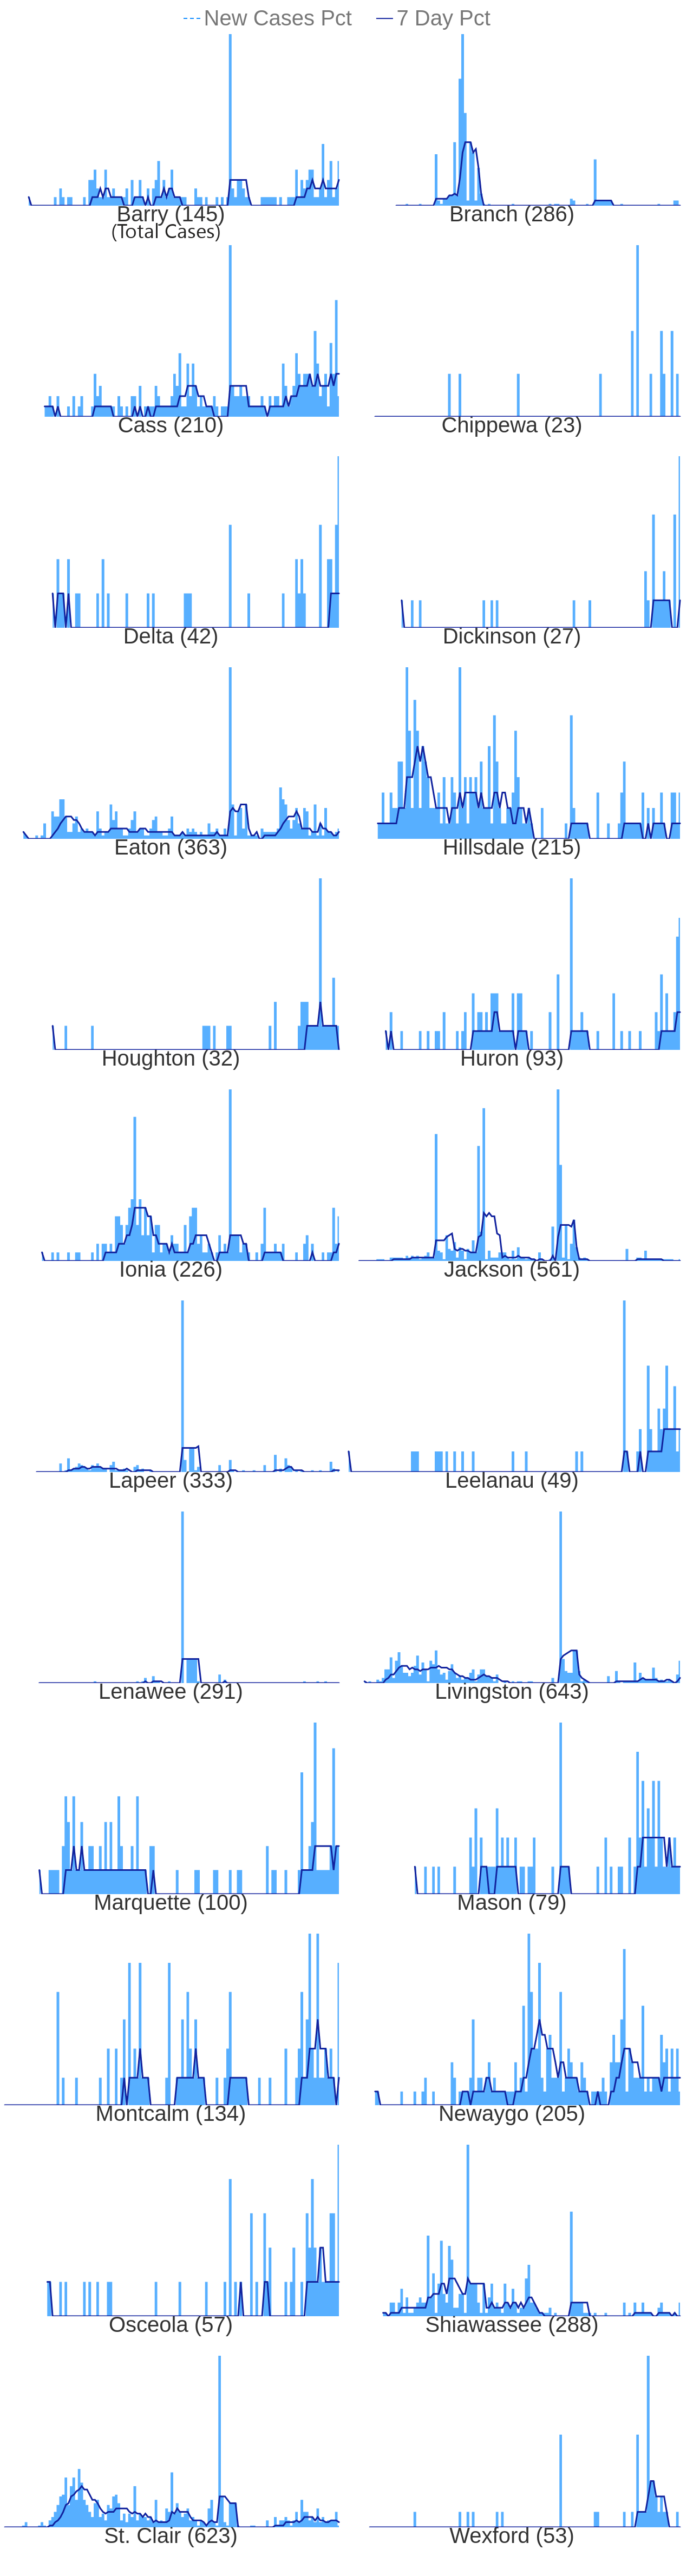 New Cases Pct 7 Day Pct
Barry (145) Branch (286)
(Total Cases)
Cass (210) Chippewa (23)
Delta (42) Dickinson (27)
Eaton (363) Hillsdale (215)
Houghton (32) Huron (93)
Ionia (226) Jackson (561)
Lapeer (333) Leelanau (49)
Lenawee (291) Livingston (643)
Marquette (100) Mason (79)
Montcalm (134) Newaygo (205)
Osceola (57) Shiawassee (288)
St. Clair (623) Wexford (53)